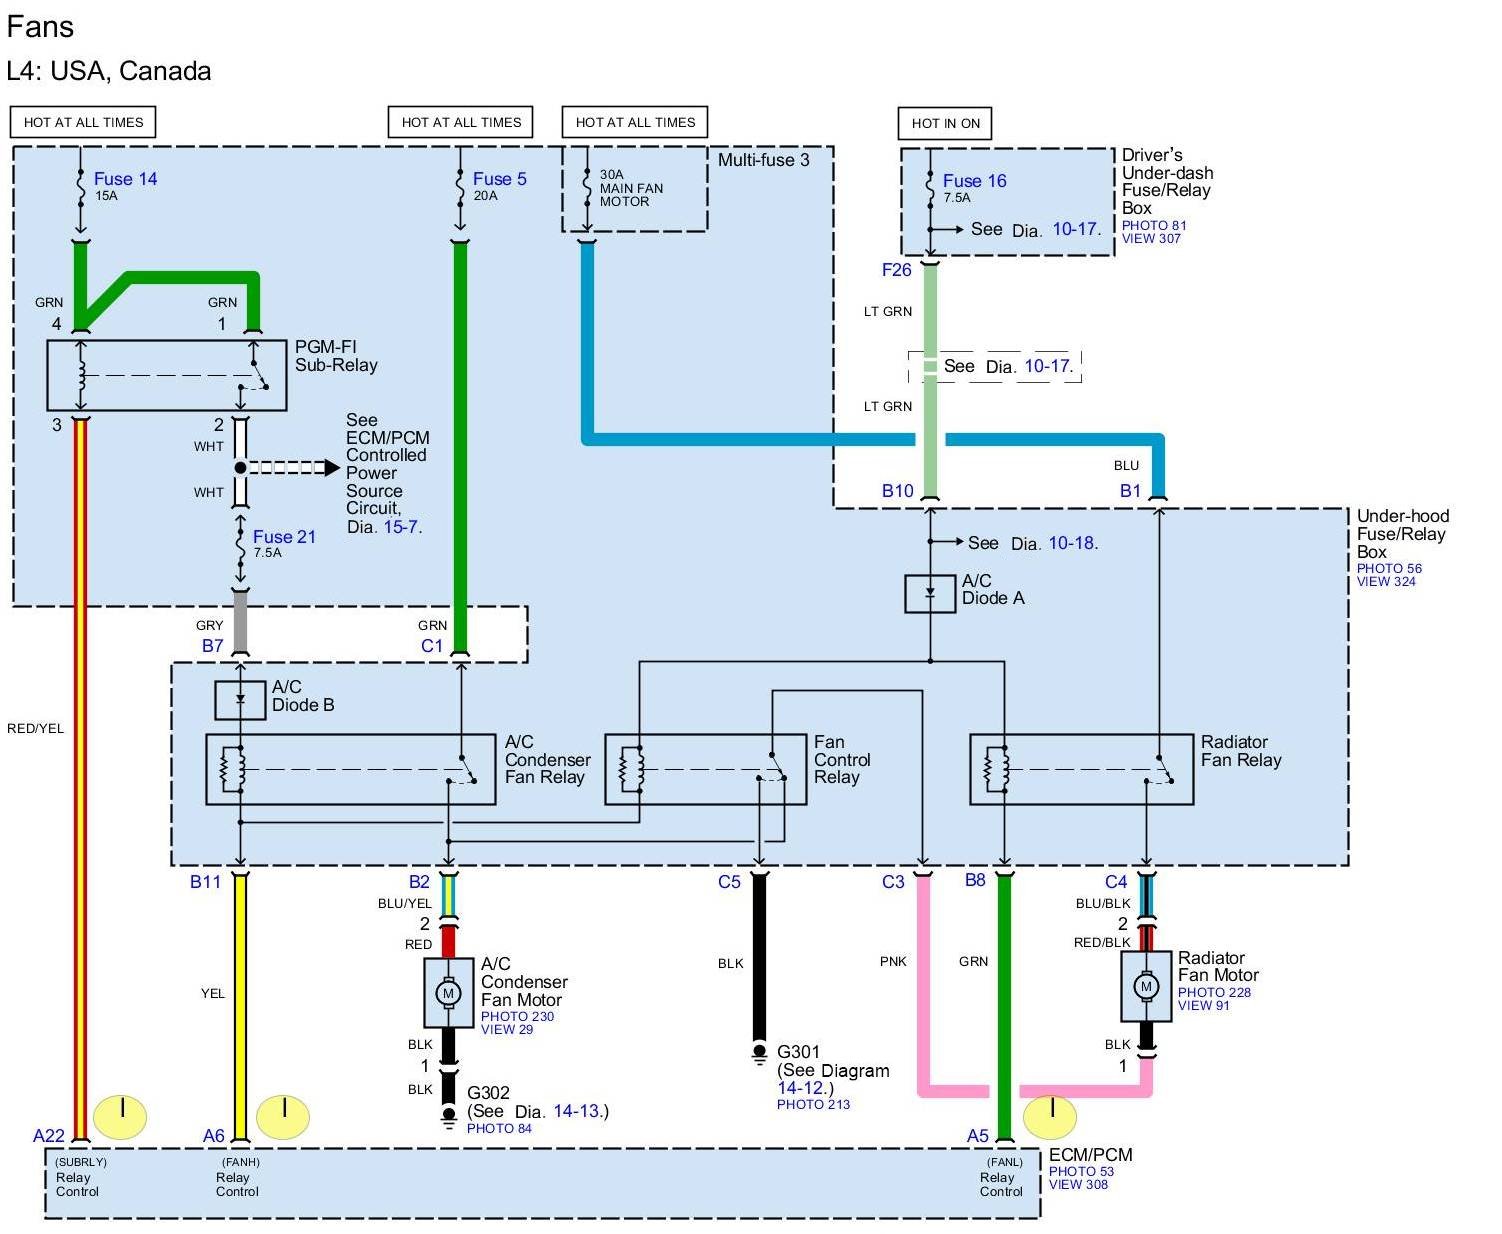 Fans
L4: USA, Canada
HOT AT ALL TIMES
HOT AT ALL TIMES
HOT AT ALL TIMES
HOT IN ON
Fuse 14
15A
Fuse 5
20A
30A
MAIN FAN
MOTOR
Multi-fuse 3
Fuse 16
7.5A
See Dia. 10-17.
Driver's
Under-dash
Fuse/Relay
Box
PHOTO 81
VIEW 307
F26
GRN
4
GRN
1
LT GRN
PGM-FI
Sub-Relay
See Dia. 10-17.
LT GRN
3
2
WHT
WHT
See
ECM/PCM
Controlled
Power
Source
Circuit,
Dia. 15-7.
BLU
B10
B1
Fuse 21
7.5A
See Dia. 10-18.
Under-hood
Fuse/Relay
Box
PHOTO 56
VIEW 324
A/C
Diode A
GRY
B7
GRN
C1
A/C
Diode B
RED/YEL
A/C
Condenser
Fan Relay
Fan
Control
Relay
Radiator
Fan Relay
B11
B2
C5
C3
B8
C4
BLU/YEL
2
RED
BLU/BLK
2
RED/BLK
YEL
BLK
PNK
GRN
A/C
Condenser
Fan Motor
PHOTO 230
VIEW 29
M
Radiator
Fan Motor
PHOTO 228
VIEW 91
M
BLK
1
BLK
BLK
1
G301
(See Diagram
14-12.)
PHOTO 213
G302
(See Dia. 14-13.)
PHOTO 84
A22
A6
A5
(SUBRLY)
Relay
Control
(FANH)
Relay
Control
(FANL)
Relay
Control
ECM/PCM
PHOTO 53
VIEW 308